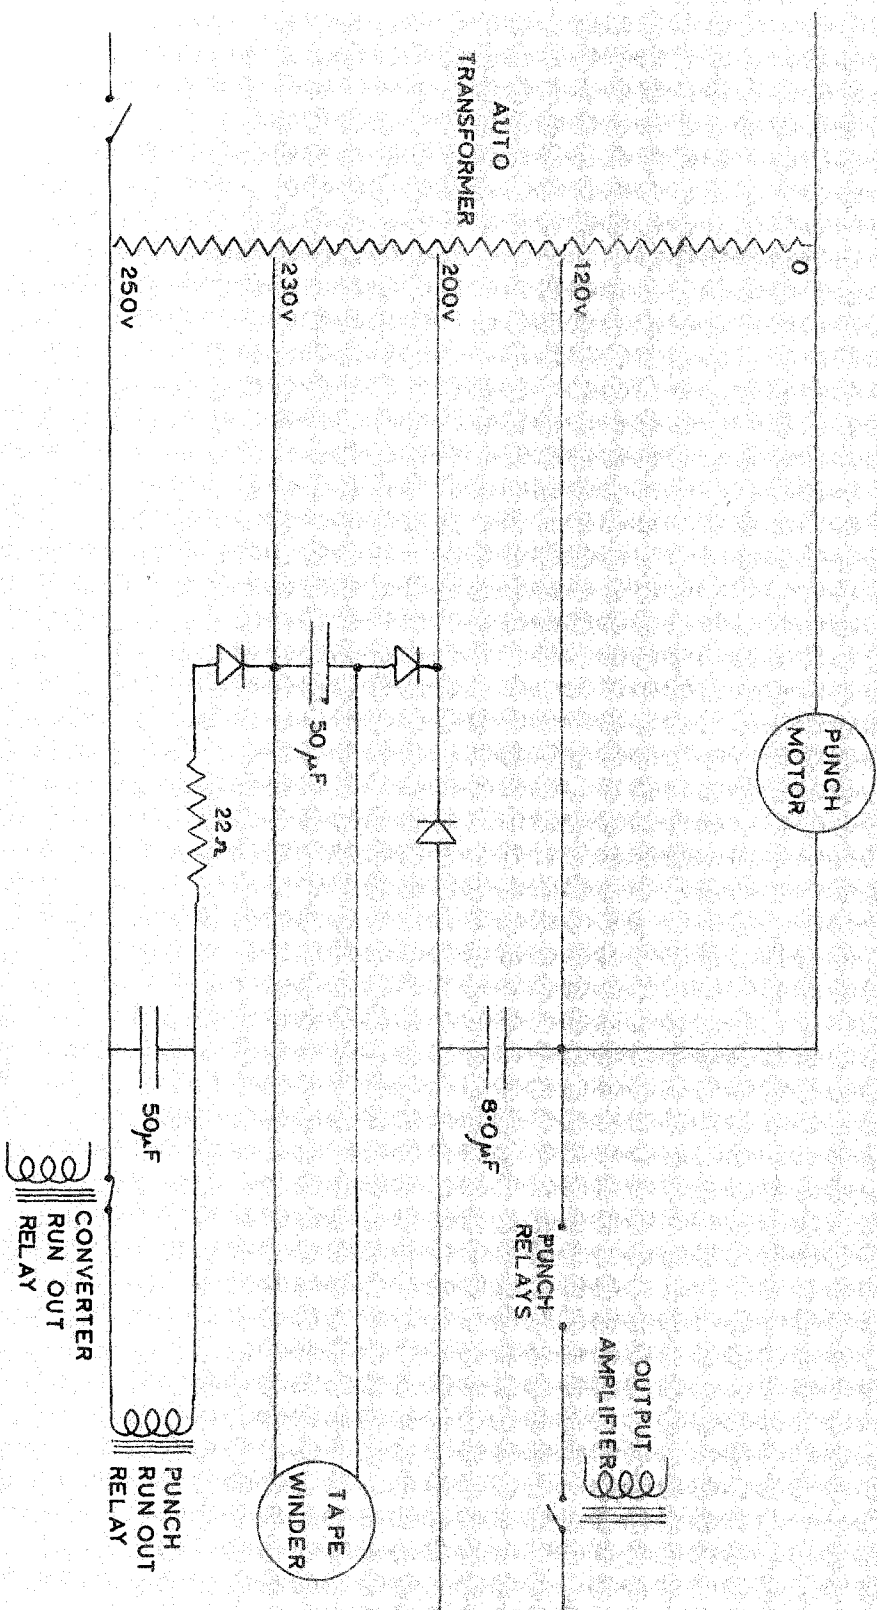 AUTO
TRANSFORMER
0
120v
200v
230v
250v
PUNCH
MOTOR
50µF
22Ω
8·0µF
50µF
PUNCH
RELAYS
OUTPUT
AMPLIFIER
CONVERTER
RUN OUT
RELAY
TAPE
WINDER
PUNCH
RUN OUT
RELAY